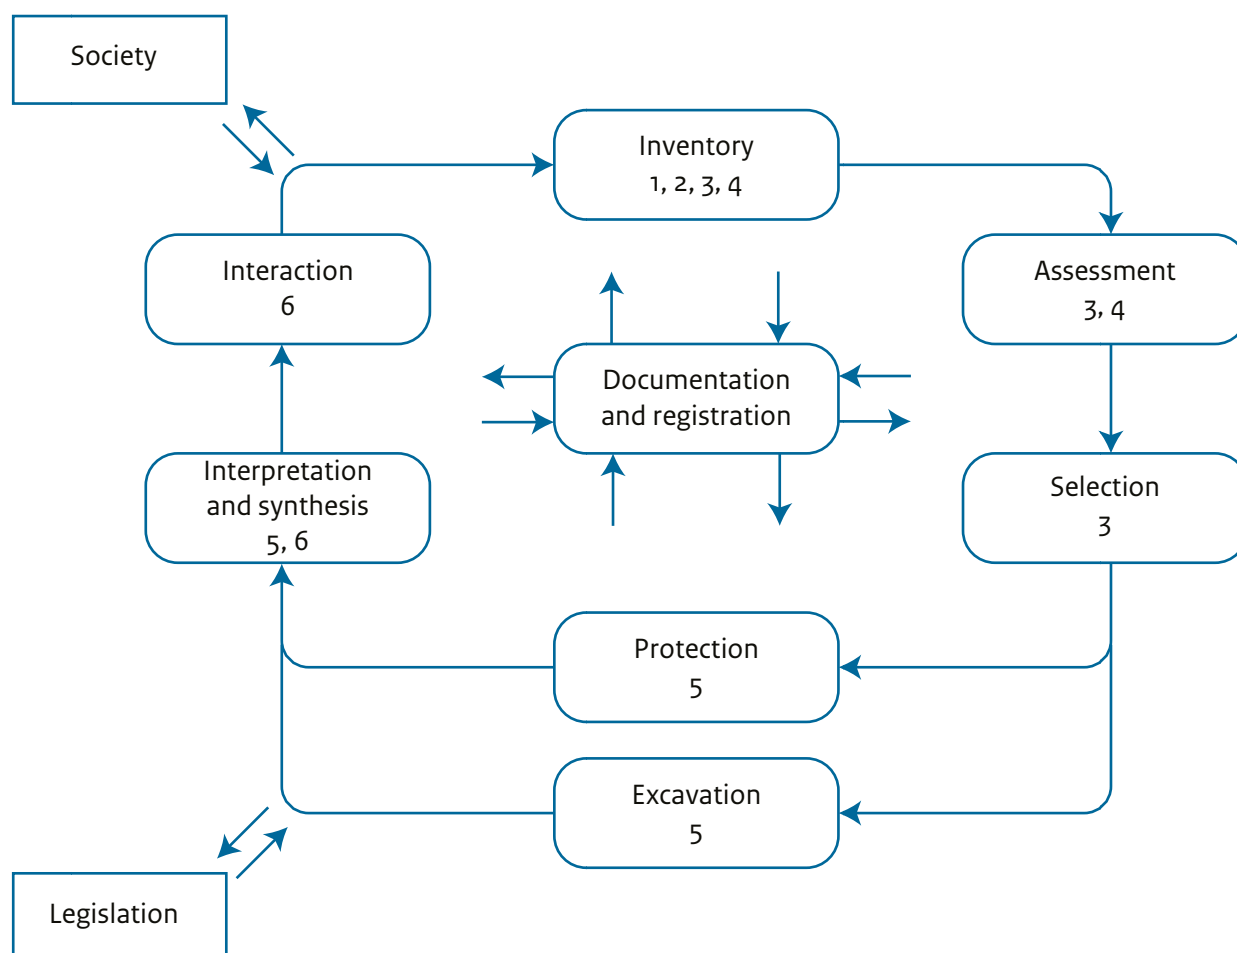 Society
Inventory
1, 2, 3, 4
Interaction
6
Assessment
3, 4
Documentation
and registration
Interpretation
and synthesis
5, 6
Selection
3
Protection
5
Excavation
5
Legislation